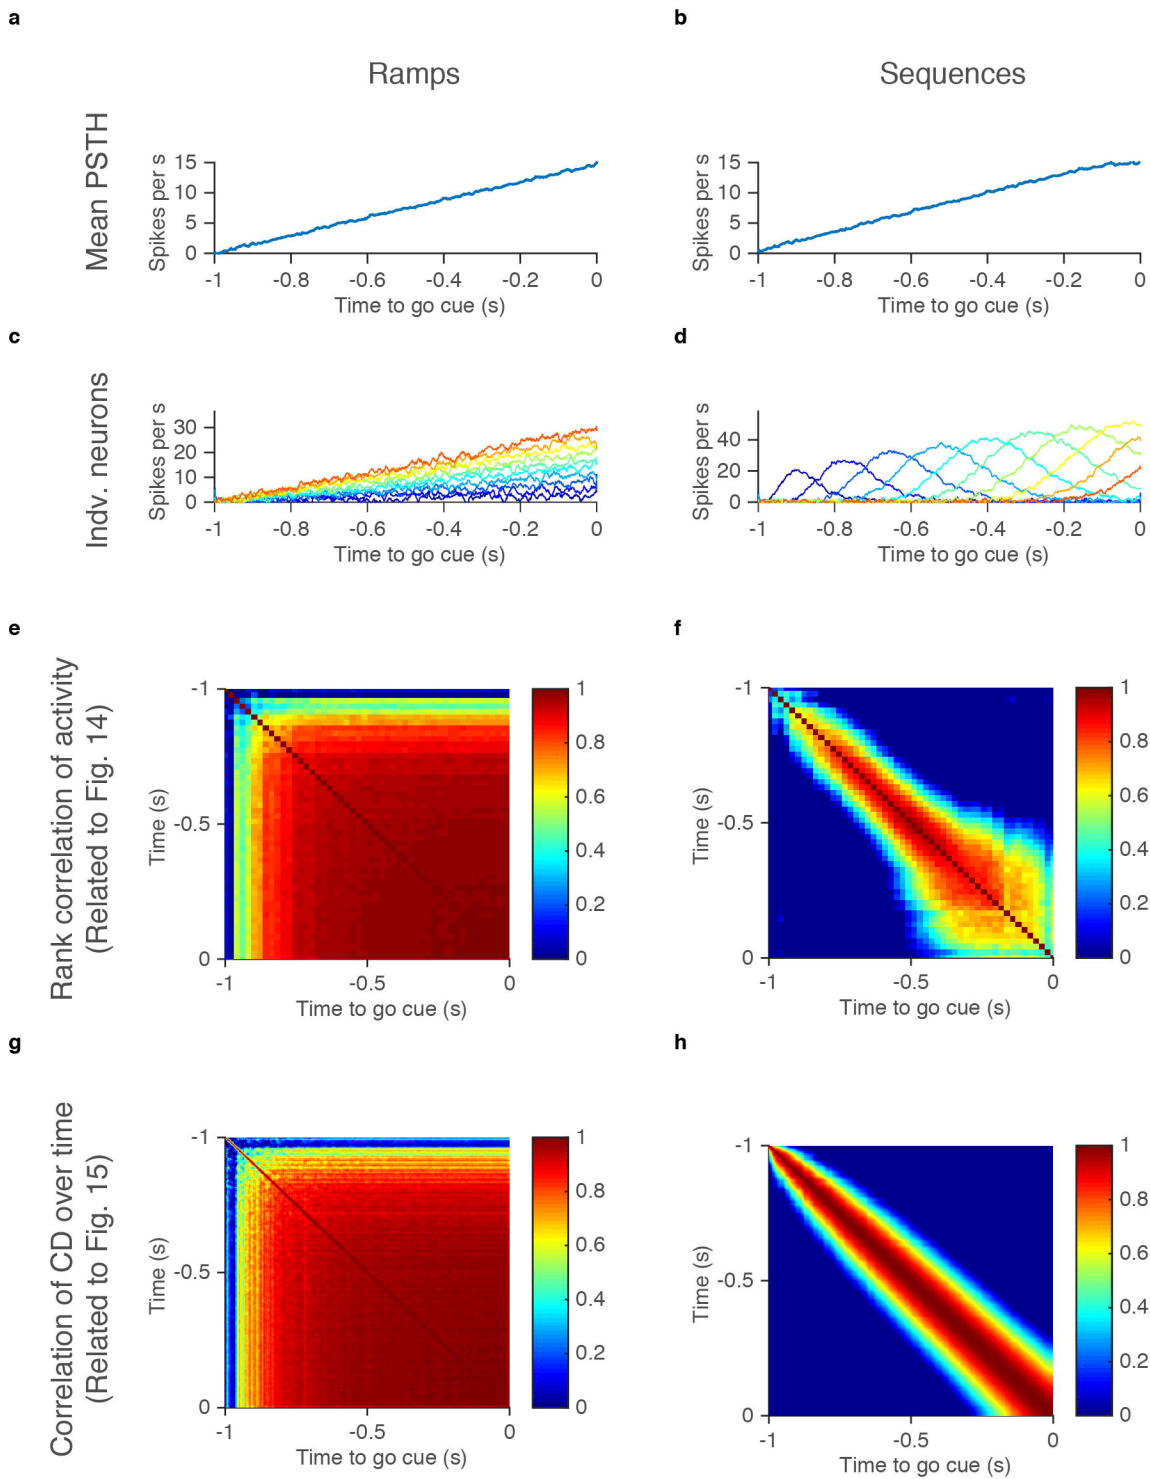 a
b
Ramps
Sequences
Mean PSTH
Spikes per s
15
10
5
0
-1
-0.8
-0.6
-0.4
-0.2
0
Time to go cue (s)
Spikes per s
15
10
5
0
-1
-0.8
-0.6
-0.4
-0.2
0
Time to go cue (s)
c
d
Indv. neurons
Spikes per s
30
20
10
0
-1
-0.8
-0.6
-0.4
-0.2
0
Time to go cue (s)
Spikes per s
40
20
0
-1
-0.8
-0.6
-0.4
-0.2
0
Time to go cue (s)
e
f
Rank correlation of activity
(Related to Fig. 14)
Time (s)
-1
-0.5
0
-1
-0.5
0
Time to go cue (s)
1
0.8
0.6
0.4
0.2
0
Time (s)
-1
-0.5
0
-1
-0.5
0
Time to go cue (s)
1
0.8
0.6
0.4
0.2
0
g
h
Correlation of CD over time
(Related to Fig. 15)
Time (s)
-1
-0.5
0
-1
-0.5
0
Time to go cue (s)
1
0.8
0.6
0.4
0.2
0
Time (s)
-1
-0.5
0
-1
-0.5
0
Time to go cue (s)
1
0.8
0.6
0.4
0.2
0